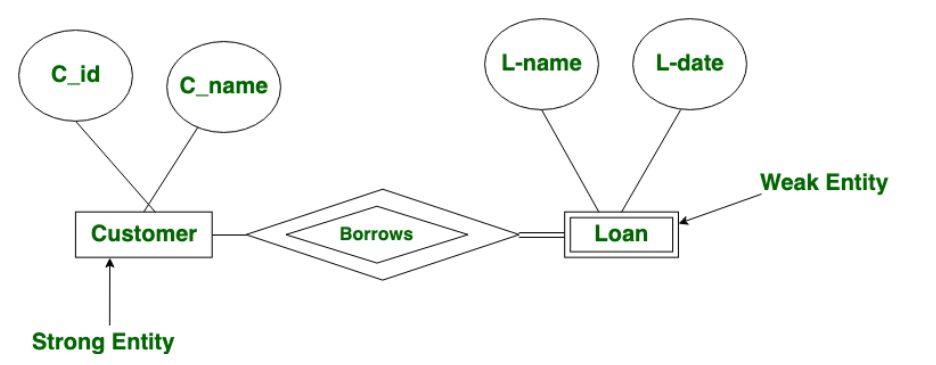 C_id
C_name
L-name
L-date
Weak Entity
Customer
Borrows
Loan
Strong Entity